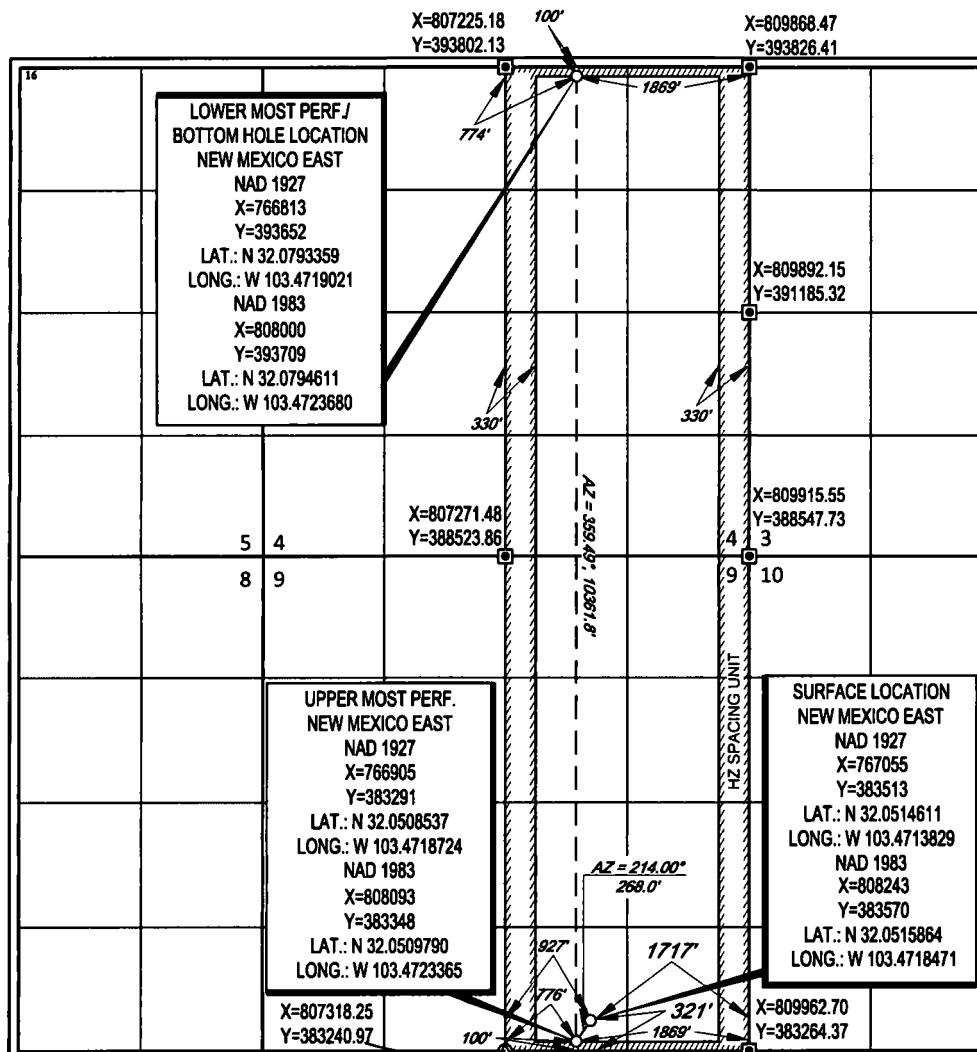 X=807225.18
Y=393802.13
100'
X=809868.47
Y=393826.41
16
1869'
774'
LOWER MOST PERF./
BOTTOM HOLE LOCATION
NEW MEXICO EAST
NAD 1927
X=766813
Y=393652
LAT.: N 32.0793359
LONG.: W 103.4719021
NAD 1983
X=808000
Y=393709
LAT.: N 32.0794611
LONG.: W 103.4723680
X=809892.15
Y=391185.32
330'
330'
AZ = 359.49°, 10361.8'
X=807271.48
Y=388523.86
X=809915.55
Y=388547.73
5 4
8 9
4 3
9 10
HZ SPACING UNIT
UPPER MOST PERF.
NEW MEXICO EAST
NAD 1927
X=766905
Y=383291
LAT.: N 32.0508537
LONG.: W 103.4718724
NAD 1983
X=808093
Y=383348
LAT.: N 32.0509790
LONG.: W 103.4723365
SURFACE LOCATION
NEW MEXICO EAST
NAD 1927
X=767055
Y=383513
LAT.: N 32.0514611
LONG.: W 103.4713829
NAD 1983
X=808243
Y=383570
LAT.: N 32.0515864
LONG.: W 103.4718471
AZ = 214.00°
268.0'
927'
1717'
776'
321'
X=807318.25
Y=383240.97
100'
1869'
X=809962.70
Y=383264.37